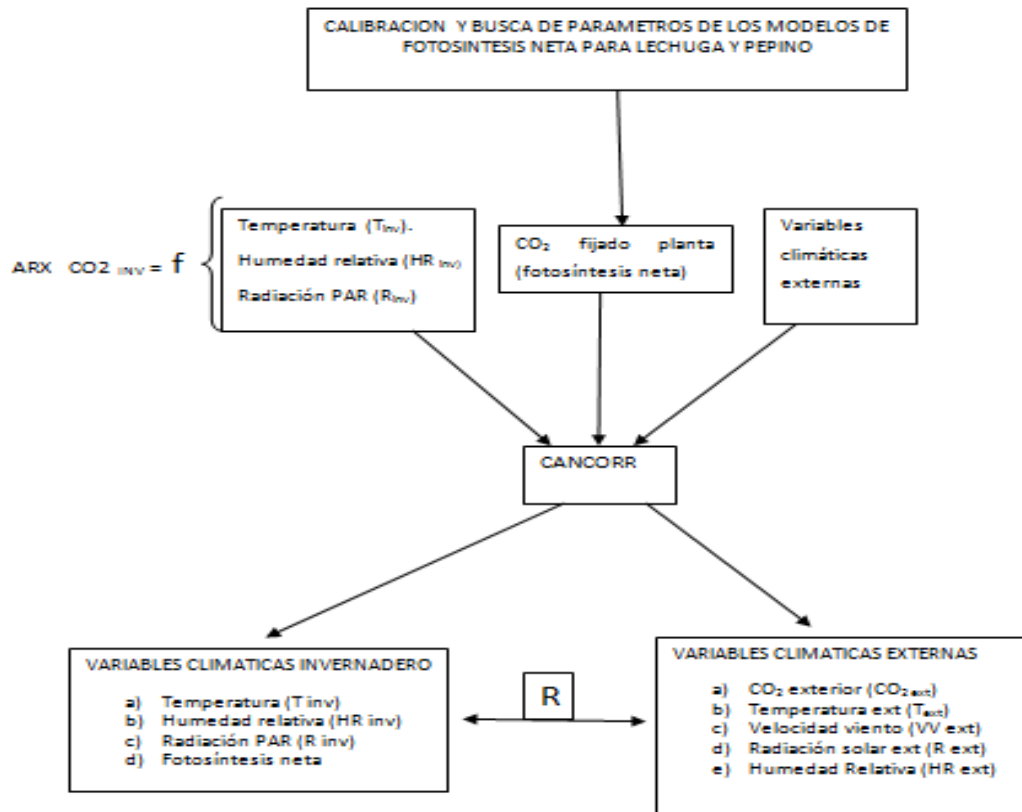 CALIBRACION Y BUSCA DE PARAMETROS DE LOS MODELOS DE
FOTOSINTESIS NETA PARA LECHUGA Y PEPINO
ARX CO2 INV = f
Temperatura (TInv).
Humedad relativa (HR Inv)
Radiación PAR (RInv)
CO₂ fijado planta
(fotosíntesis neta)
Variables
climáticas
externas
CANCORR
VARIABLES CLIMATICAS INVERNADERO
a) Temperatura (T inv)
b) Humedad relativa (HR inv)
c) Radiación PAR (R inv)
d) Fotosíntesis neta
R
VARIABLES CLIMATICAS EXTERNAS
a) CO₂ exterior (CO₂ ext)
b) Temperatura ext (Text)
c) Velocidad viento (VV ext)
d) Radiación solar ext (R ext)
e) Humedad Relativa (HR ext)